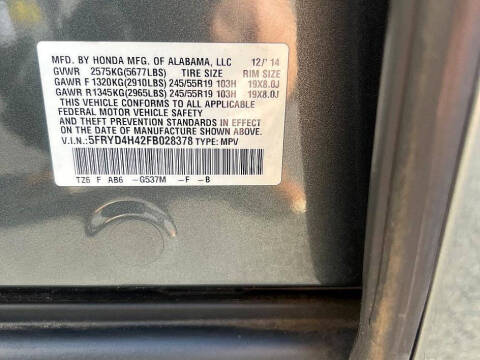 MFD. BY HONDA MFG. OF ALABAMA, LLC 12/'14
GVWR 2575KG(5677LBS) TIRE SIZE RIM SIZE
GAWR F 1320KG(2910LBS) 245/55R19 103H 19X8.0J
GAWR R1345KG(2965LBS) 245/55R19 103H 19X8.0J
THIS VEHICLE CONFORMS TO ALL APPLICABLE
FEDERAL MOTOR VEHICLE SAFETY
AND THEFT PREVENTION STANDARDS IN EFFECT
ON THE DATE OF MANUFACTURE SHOWN ABOVE.
V.I.N.: 5FRYD4H42FB028378 TYPE: MPV
TZ6 F AB6 -G537M -F -B